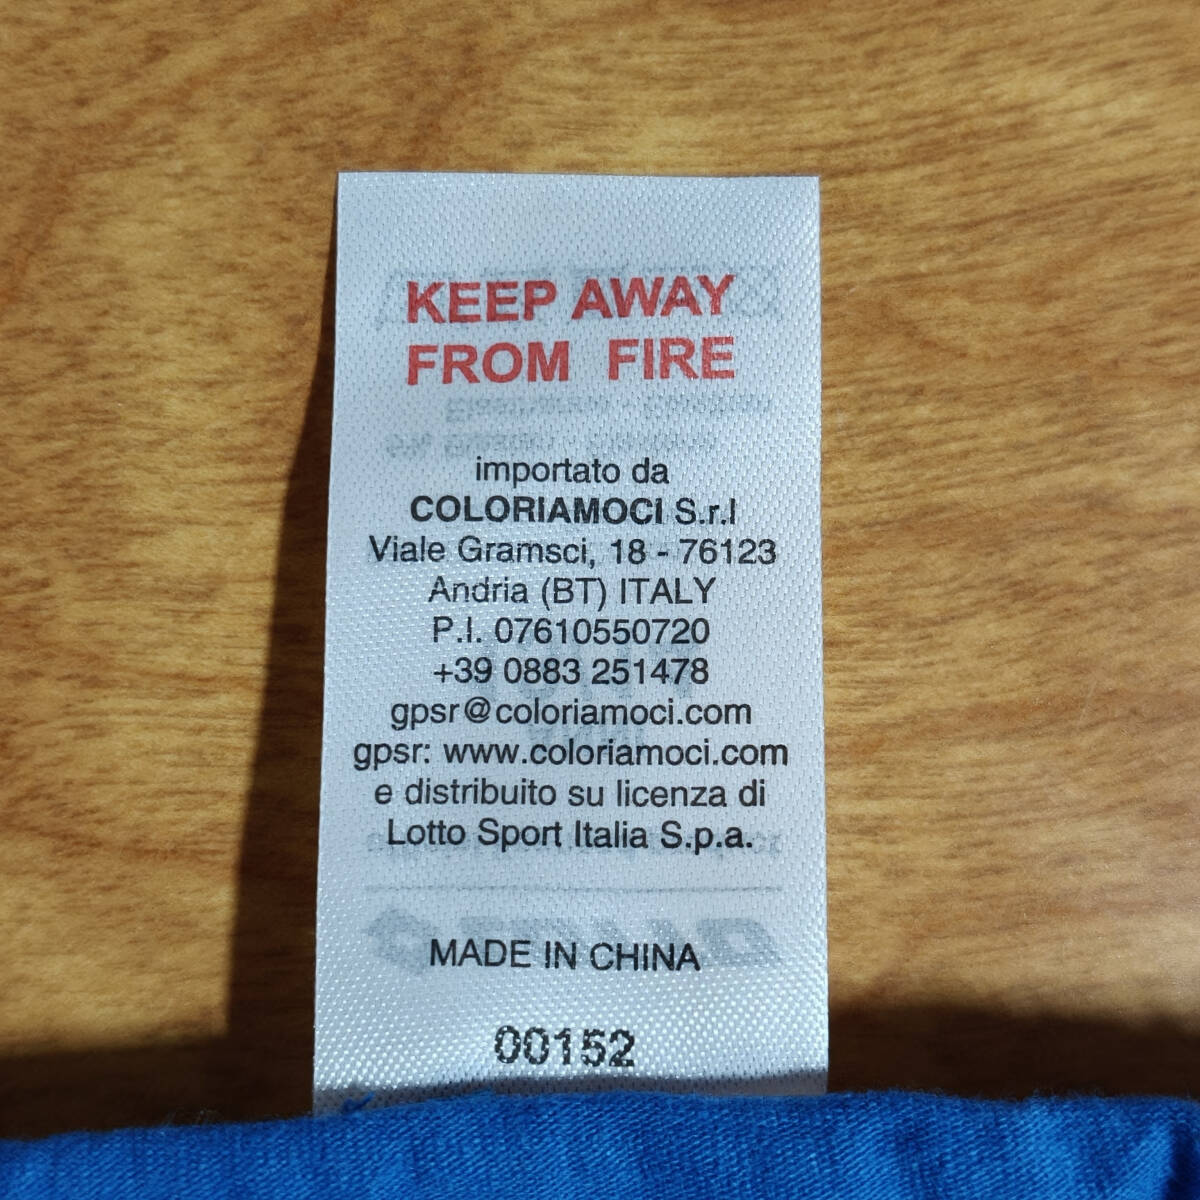 KEEP AWAY
FROM FIRE
importato da
COLORIAMOCI S.r.l
Viale Gramsci, 18 - 76123
Andria (BT) ITALY
P.I. 07610550720
+39 0883 251478
gpsr@coloriamoci.com
gpsr: www.coloriamoci.com
e distribuito su licenza di
Lotto Sport Italia S.p.a.
MADE IN CHINA
00152